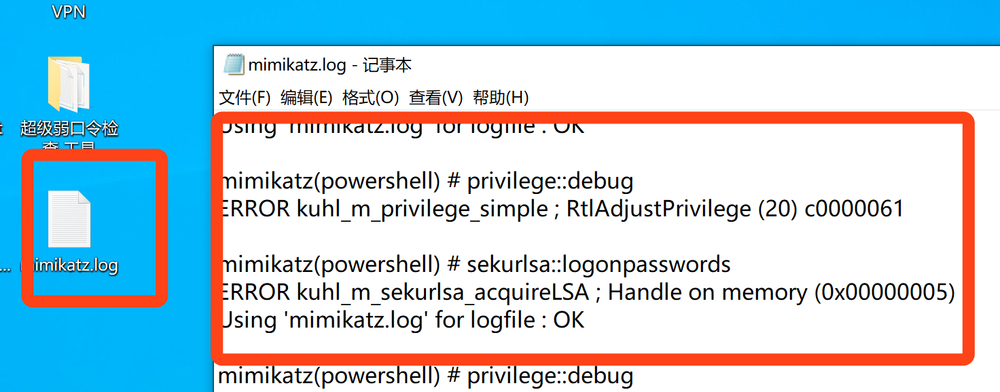 VPN
超级弱口令检
查 工具
mimikatz.log
mimikatz.log - 记事本
文件(F) 编辑(E) 格式(O) 查看(V) 帮助(H)
Using 'mimikatz.log' for logfile : OK
mimikatz(powershell) # privilege::debug
ERROR kuhl_m_privilege_simple ; RtlAdjustPrivilege (20) c0000061
mimikatz(powershell) # sekurlsa::logonpasswords
ERROR kuhl_m_sekurlsa_acquireLSA ; Handle on memory (0x00000005)
Using 'mimikatz.log' for logfile : OK
mimikatz(powershell) # privilege::debug